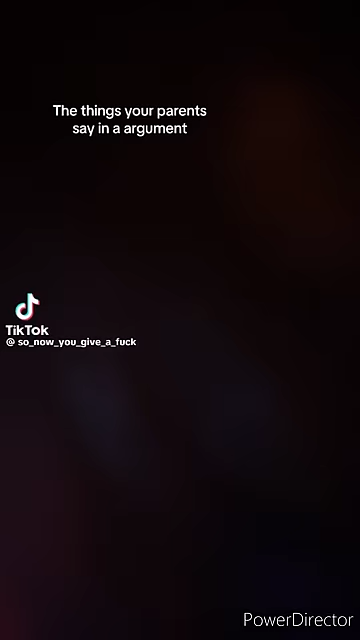 The things your parents
say in a argument
TikTok
@ so_now_you_give_a_fuck
PowerDirector